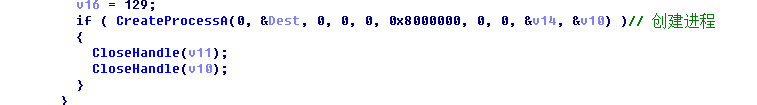 v16 = 129;
if ( CreateProcessA(0, &Dest, 0, 0, 0, 0x8000000, 0, 0, &v14, &v10) )// 创建进程
{
CloseHandle(v11);
CloseHandle(v10);
}
}